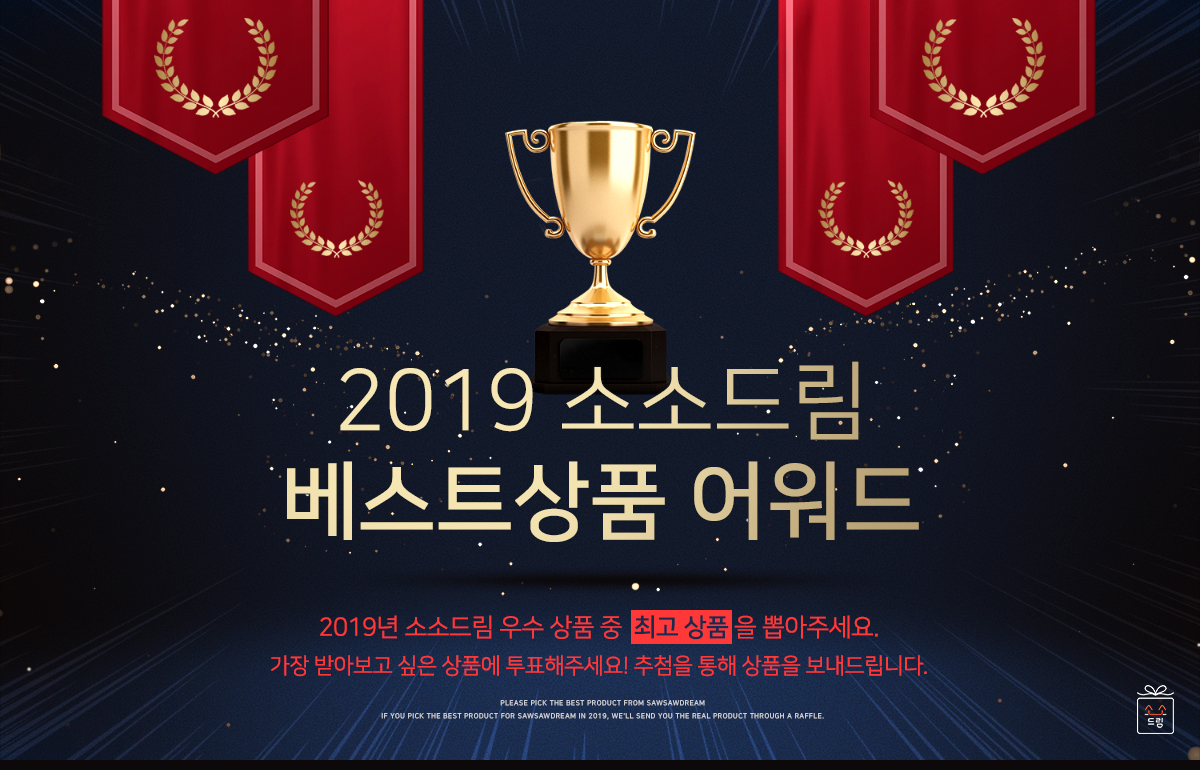 2019 소소드림
베스트상품 어워드
2019년 소소드림 우수 상품 중 최고 상품을 뽑아주세요.
가장 받아보고 싶은 상품에 투표해주세요! 추첨을 통해 상품을 보내드립니다.
PLEASE PICK THE BEST PRODUCT FROM SAWSAWDREAM
IF YOU PICK THE BEST PRODUCT FOR SAWSAWDREAM IN 2019, WE'LL SEND YOU THE REAL PRODUCT THROUGH A RAFFLE.
소소
드림